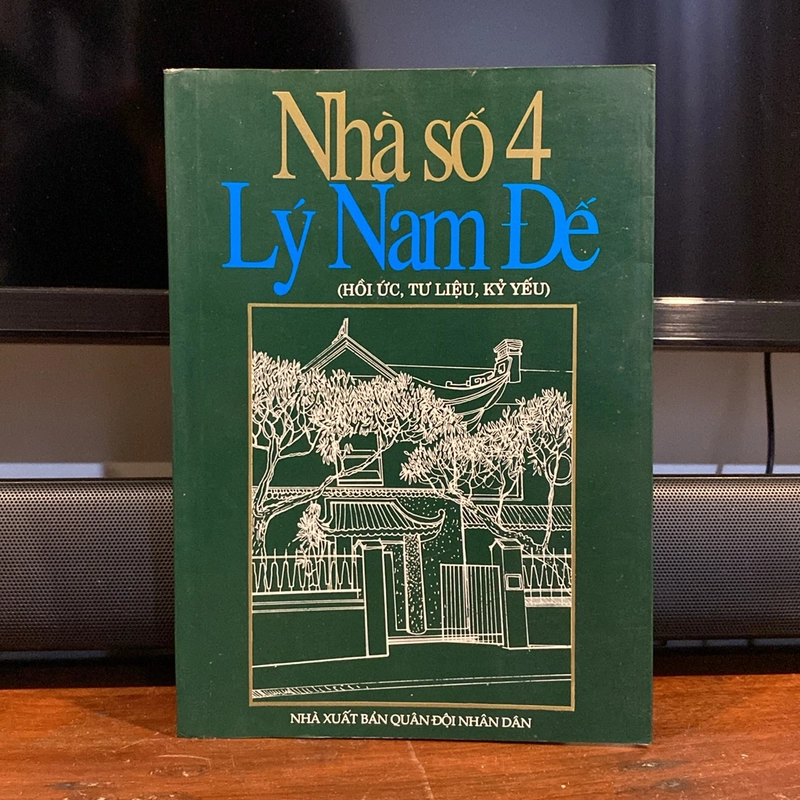 Nhà số 4
Lý Nam Đế
(HỒI ỨC, TƯ LIỆU, KỶ YẾU)
NHÀ XUẤT BẢN QUÂN ĐỘI NHÂN DÂN